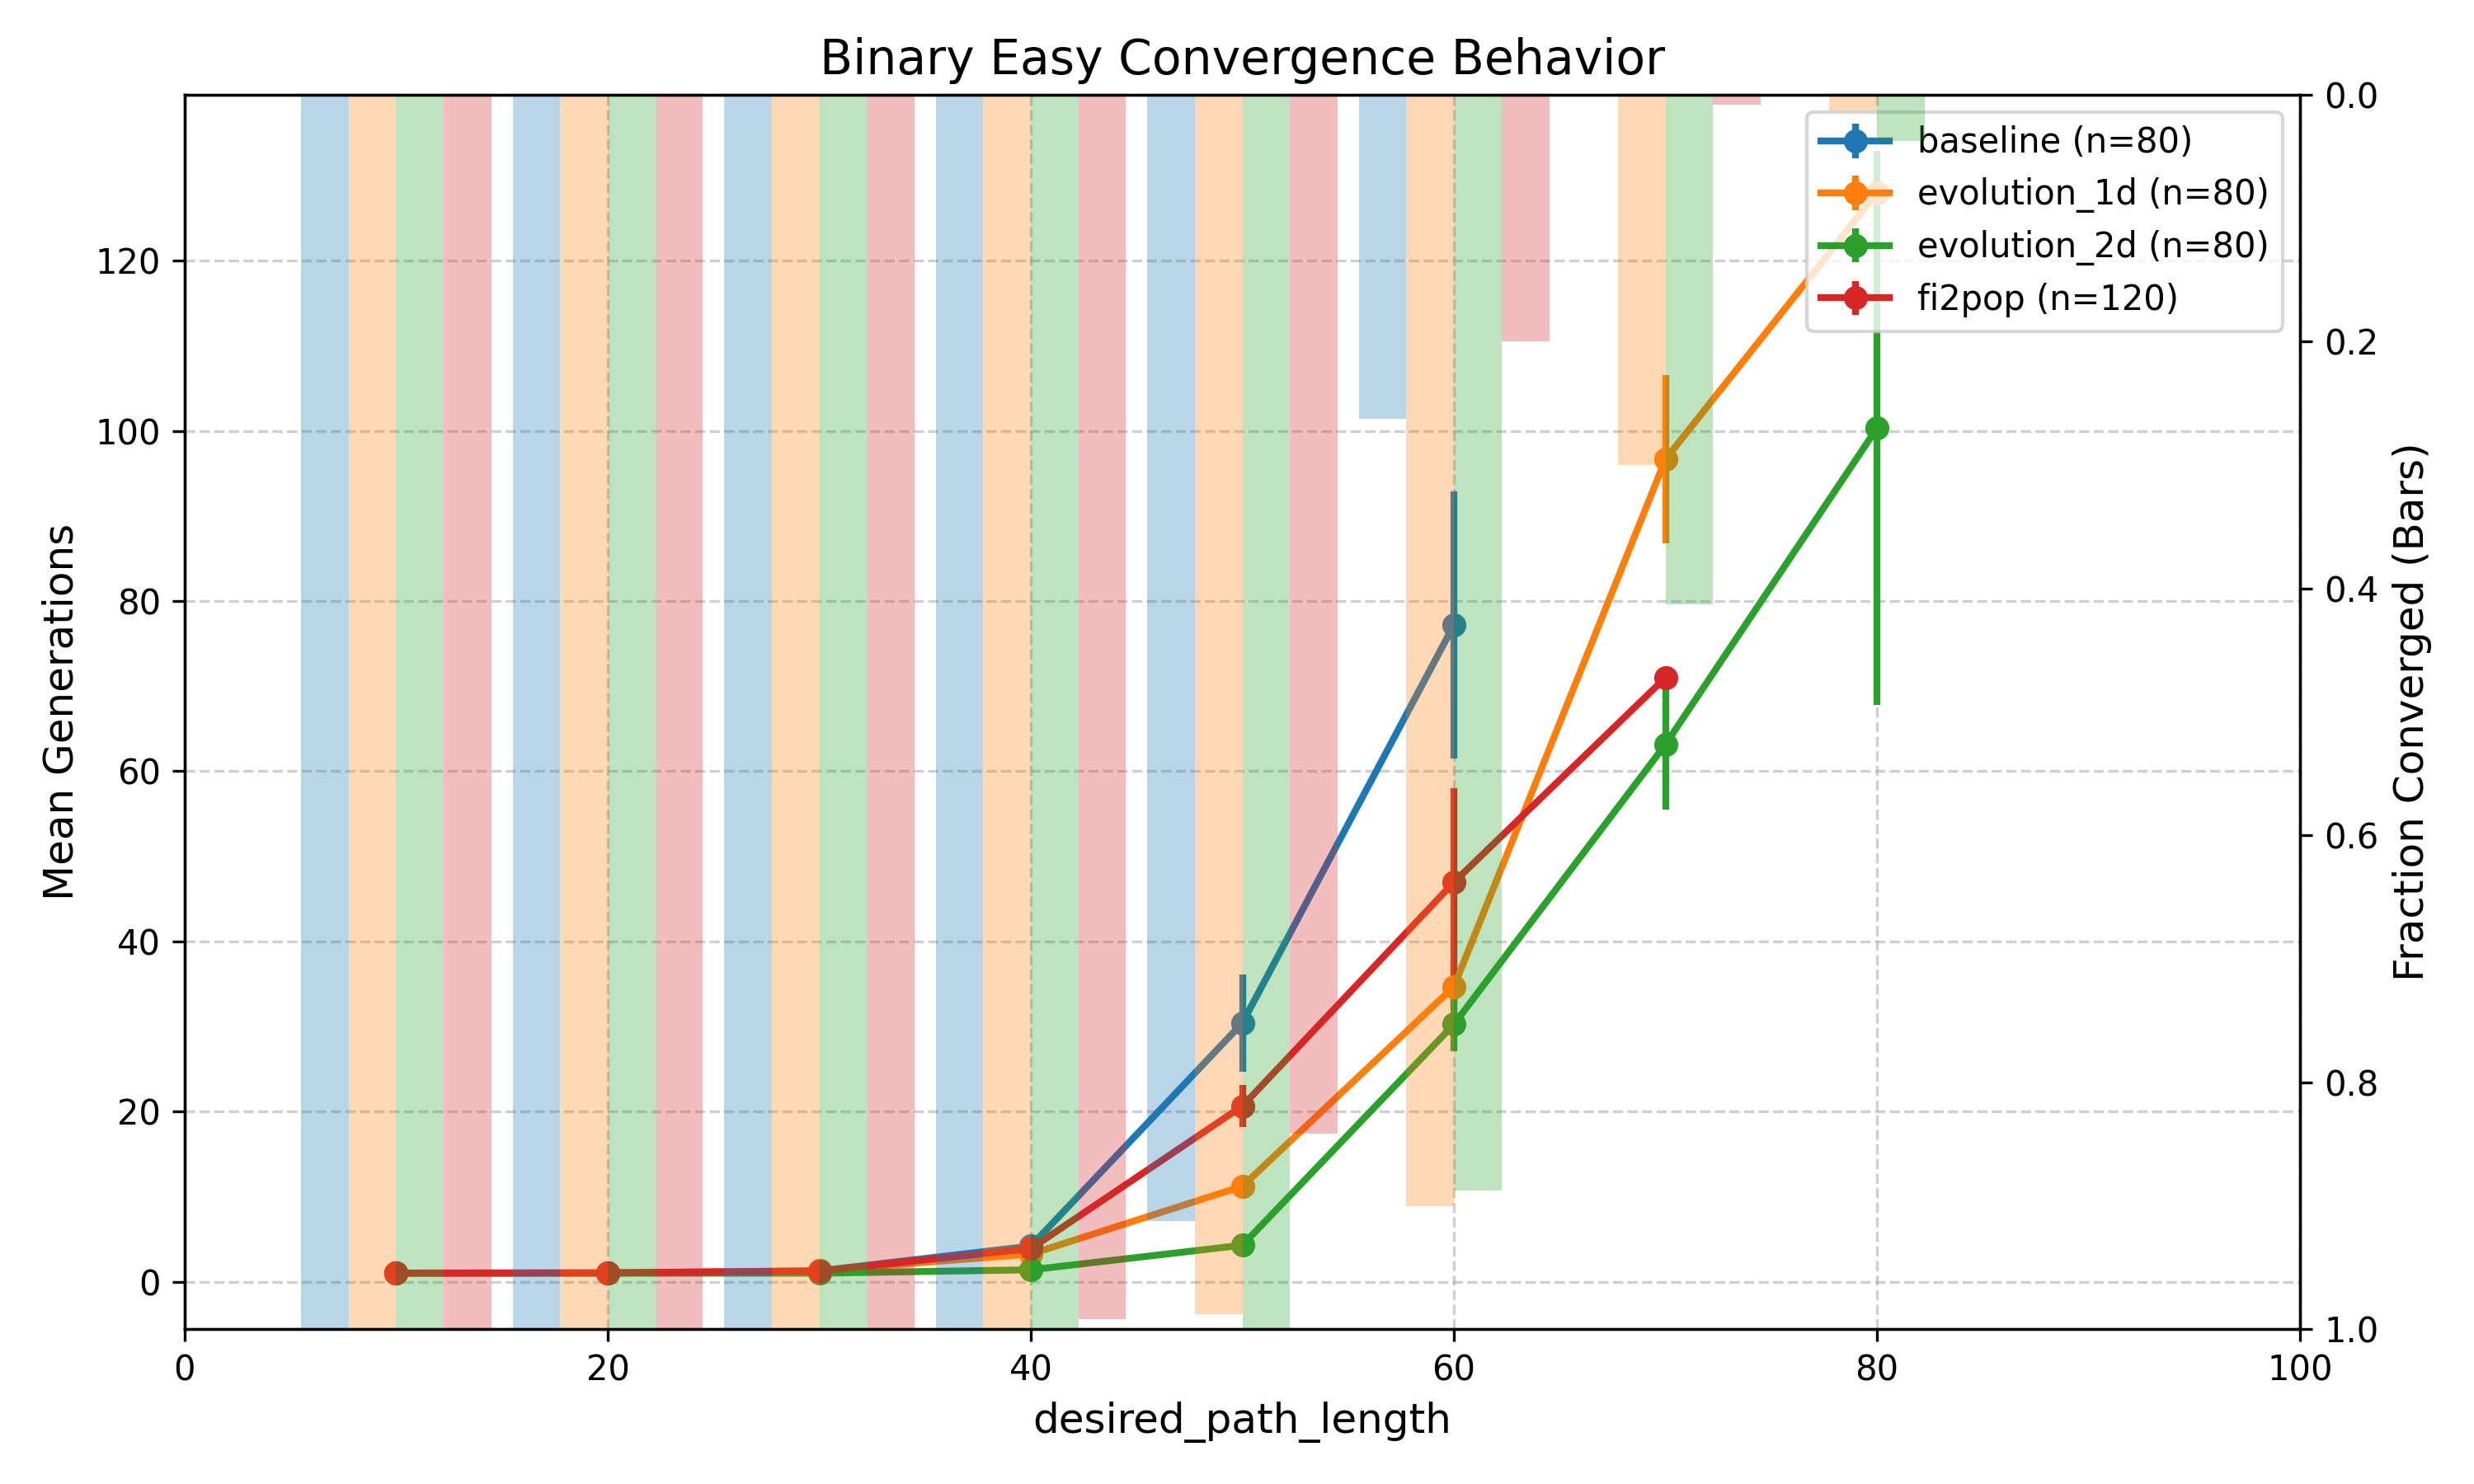 Binary Easy Convergence Behavior
Mean Generations
120
100
80
60
40
20
0
0
20
40
60
80
100
desired_path_length
0.0
0.2
0.4
0.6
0.8
1.0
Fraction Converged (Bars)
baseline (n=80)
evolution_1d (n=80)
evolution_2d (n=80)
fi2pop (n=120)